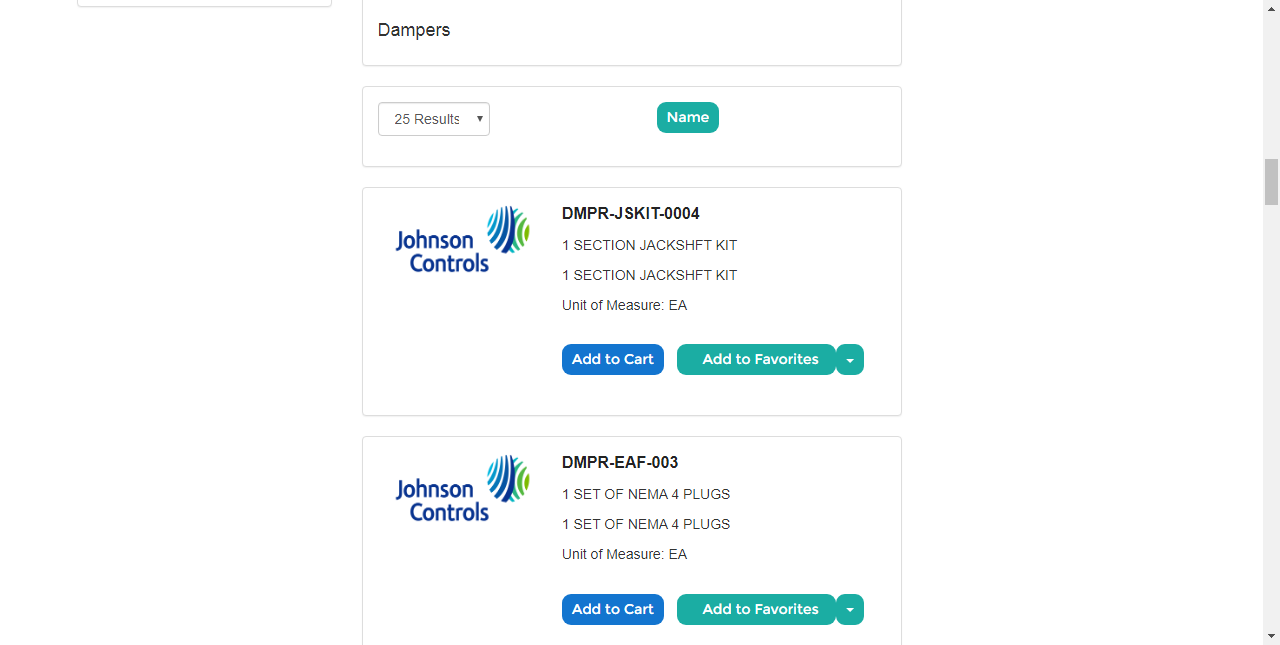 Dampers
25 Results
Name
Johnson
Controls
DMPR-JSKIT-0004
1 SECTION JACKSHFT KIT
1 SECTION JACKSHFT KIT
Unit of Measure: EA
Add to Cart
Add to Favorites
Johnson
Controls
DMPR-EAF-003
1 SET OF NEMA 4 PLUGS
1 SET OF NEMA 4 PLUGS
Unit of Measure: EA
Add to Cart
Add to Favorites